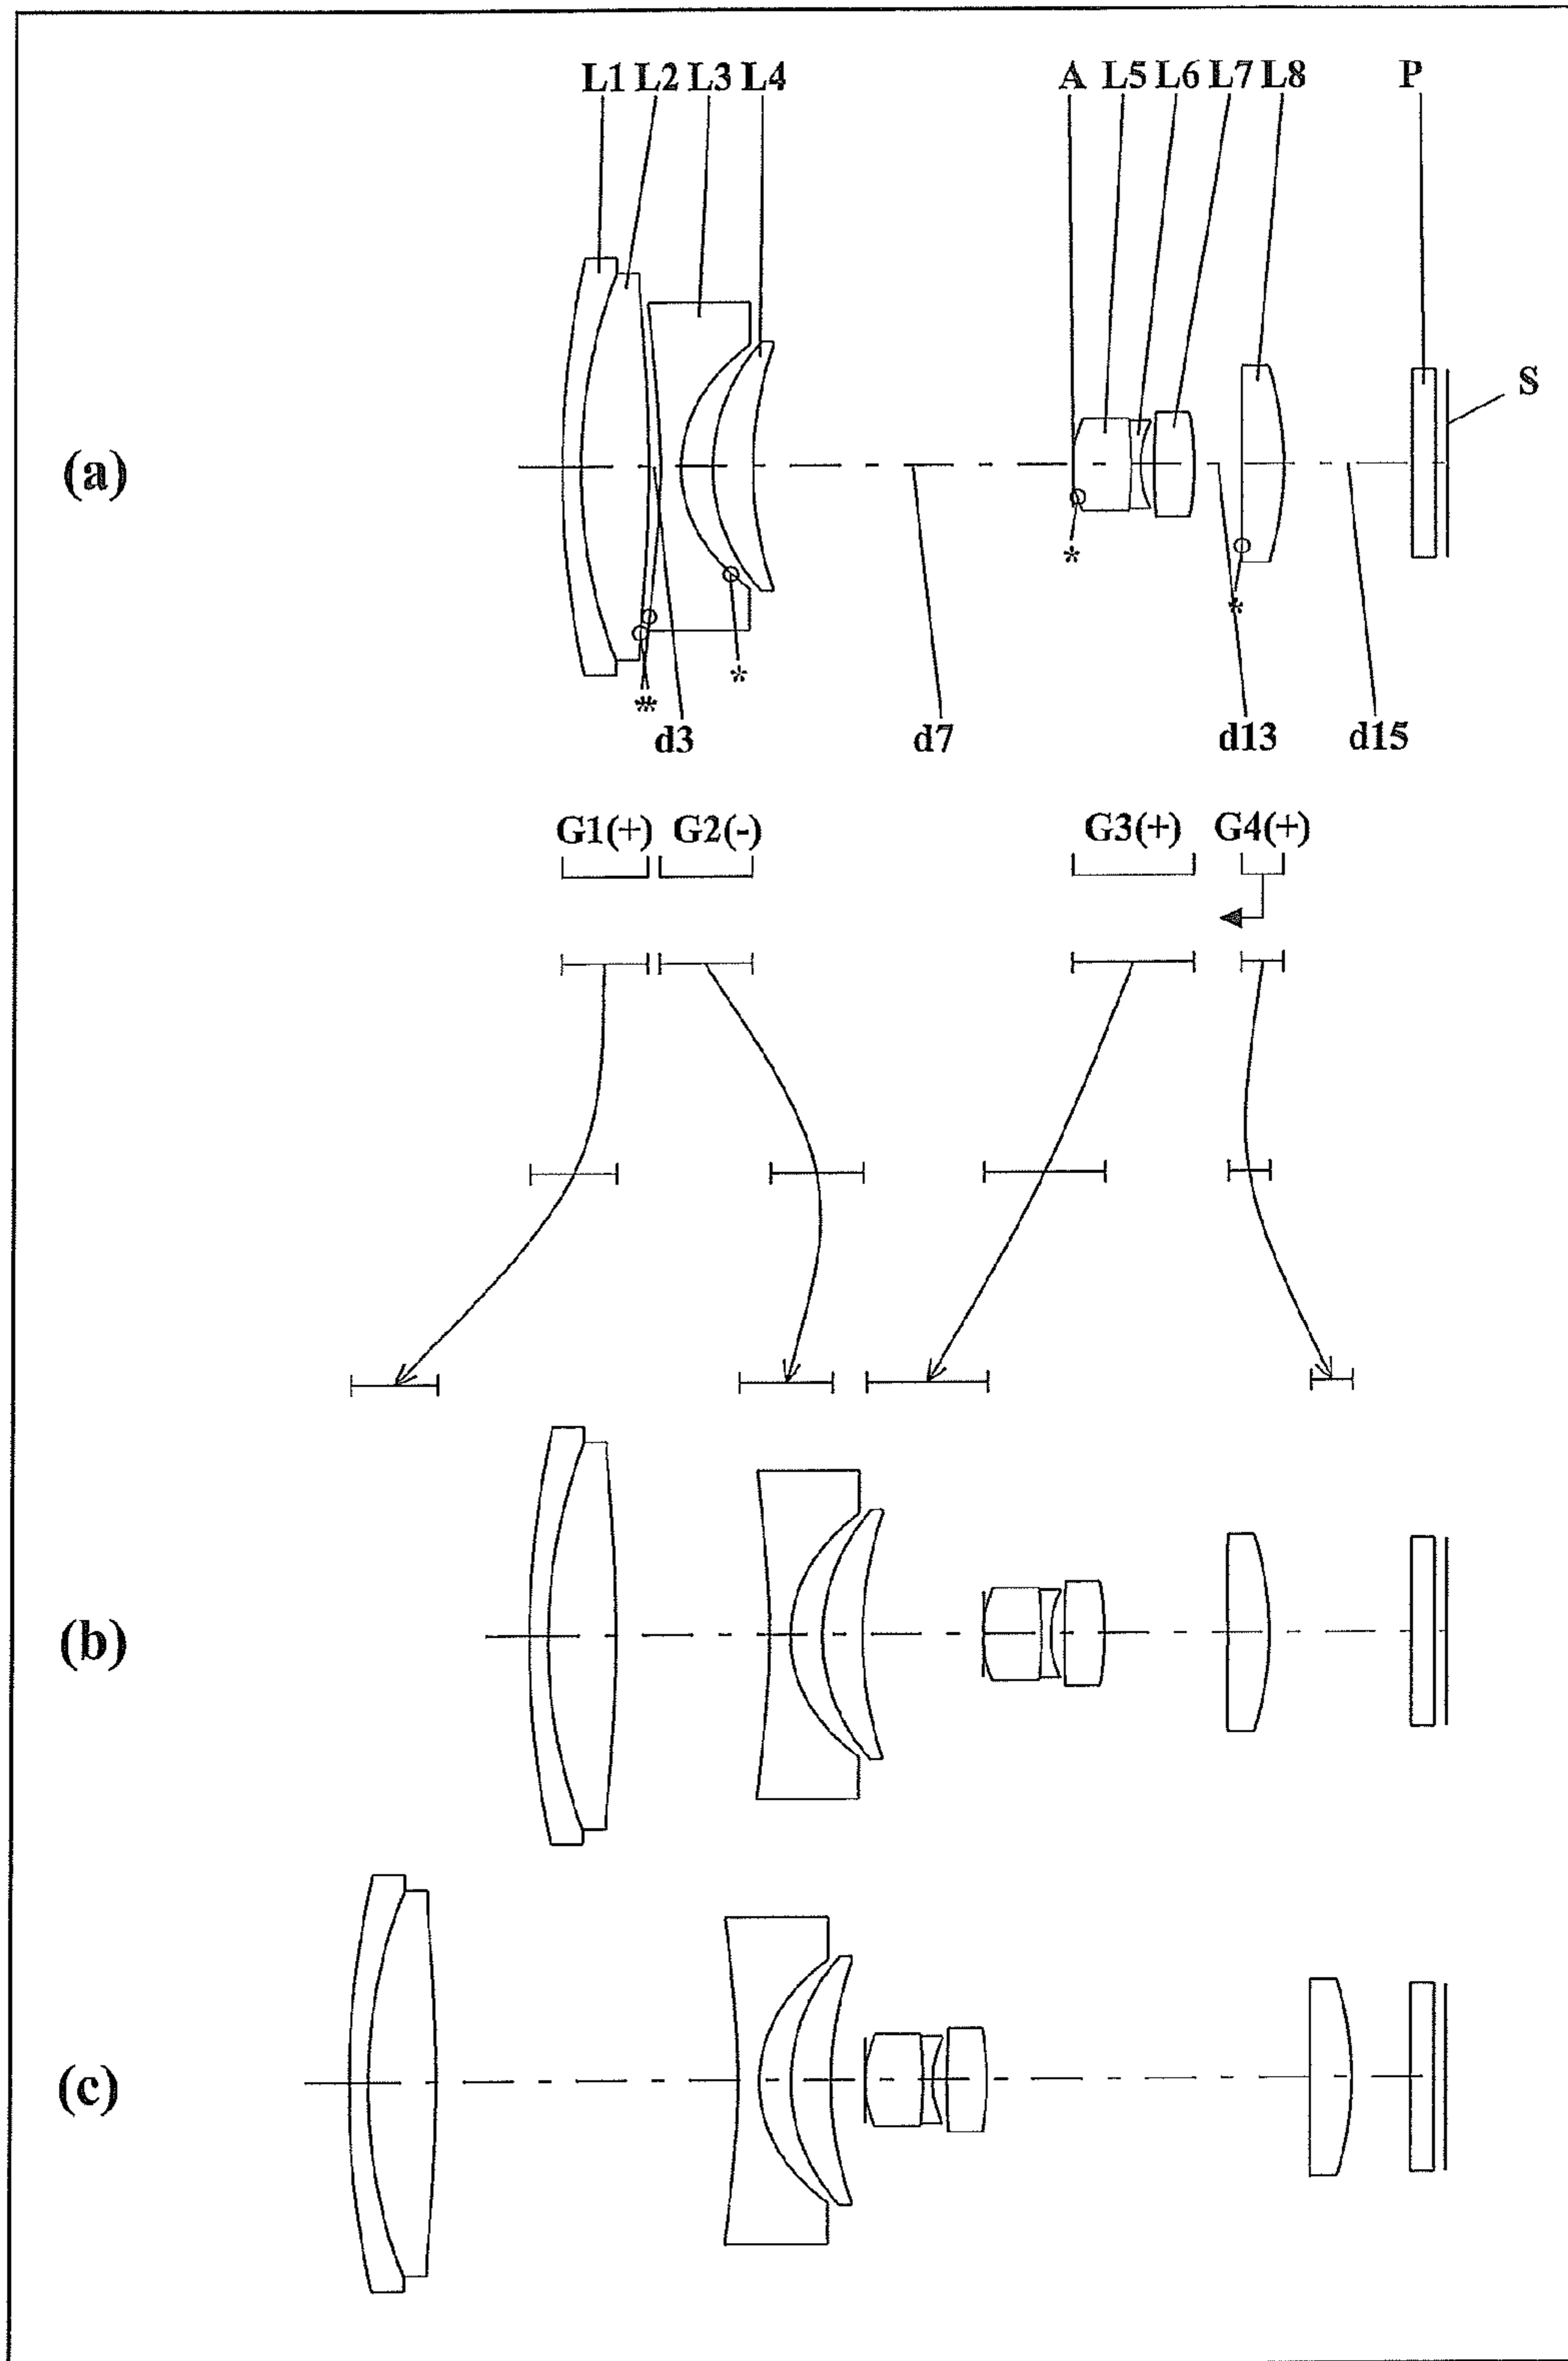 L1 L2 L3 L4 A L5 L6 L7 L8 P
S
(a)
* * * * *
d3 d7 d13 d15
G1(+) G2(-) G3(+) G4(+)
(b)
(c)